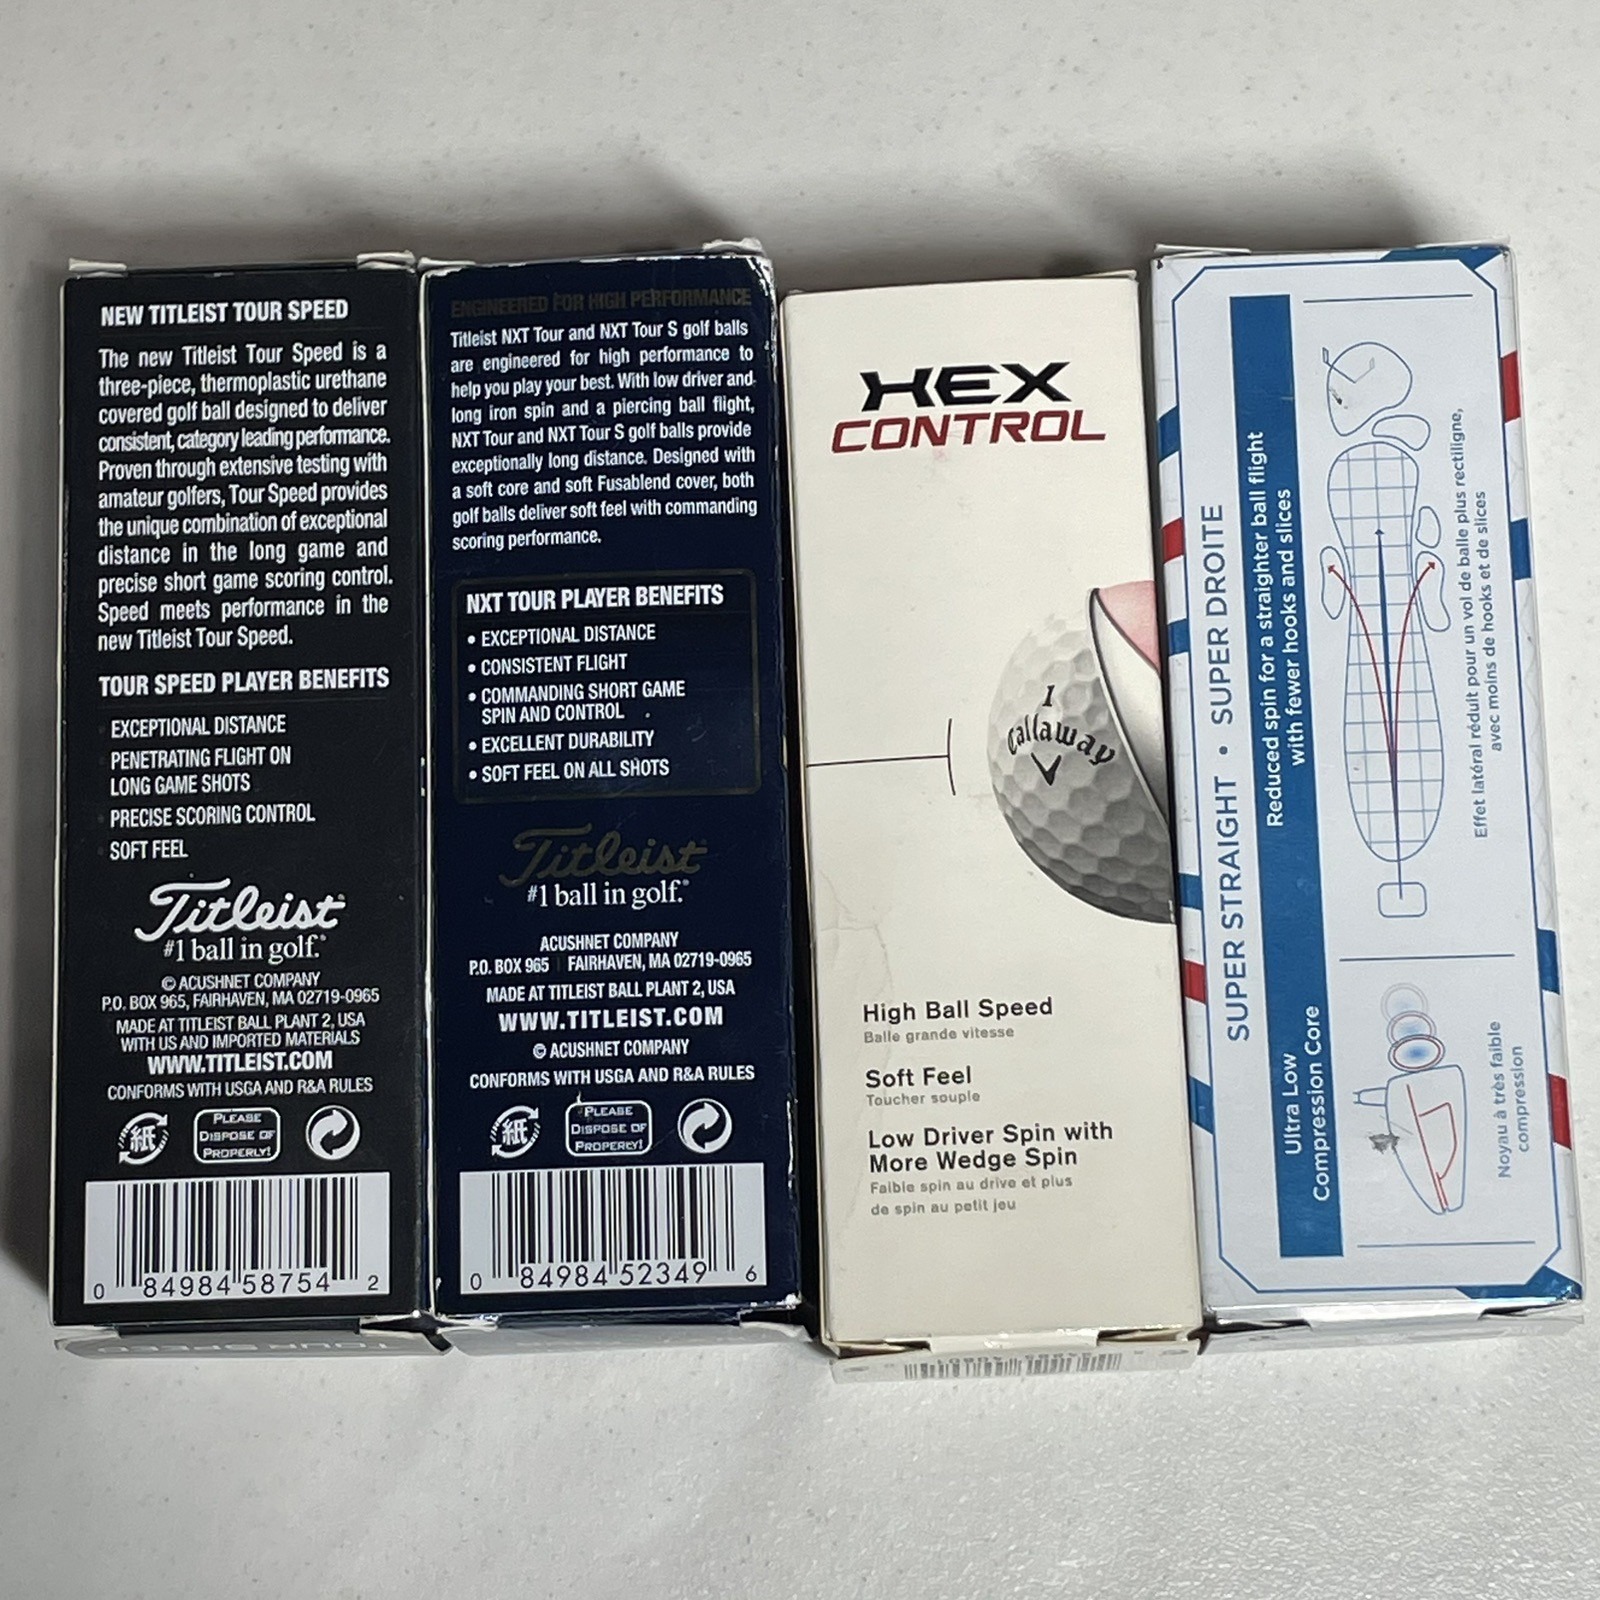 NEW TITLEIST TOUR SPEED
The new Titleist Tour Speed is a
three-piece, thermoplastic urethane
covered golf ball designed to deliver
consistent, category leading performance.
Proven through extensive testing with
amateur golfers, Tour Speed provides
the unique combination of exceptional
distance in the long game and
precise short game scoring control.
Speed meets performance in the
new Titleist Tour Speed.
TOUR SPEED PLAYER BENEFITS
EXCEPTIONAL DISTANCE
PENETRATING FLIGHT ON
LONG GAME SHOTS
PRECISE SCORING CONTROL
SOFT FEEL
Titleist
#1 ball in golf.®
© ACUSHNET COMPANY
P.O. BOX 965, FAIRHAVEN, MA 02719-0965
MADE AT TITLEIST BALL PLANT 2, USA
WITH US AND IMPORTED MATERIALS
WWW.TITLEIST.COM
CONFORMS WITH USGA AND R&A RULES
紙
PLEASE
DISPOSE OF
PROPERLY!
0 84984 58754 2
TOUR SPEED
ENGINEERED FOR HIGH PERFORMANCE
Titleist NXT Tour and NXT Tour S golf balls
are engineered for high performance to
help you play your best. With low driver and
long iron spin and a piercing ball flight,
NXT Tour and NXT Tour S golf balls provide
exceptionally long distance. Designed with
a soft core and soft Fusablend cover, both
golf balls deliver soft feel with commanding
scoring performance.
NXT TOUR PLAYER BENEFITS
• EXCEPTIONAL DISTANCE
• CONSISTENT FLIGHT
• COMMANDING SHORT GAME
SPIN AND CONTROL
• EXCELLENT DURABILITY
• SOFT FEEL ON ALL SHOTS
Titleist
#1 ball in golf.®
ACUSHNET COMPANY
P.O. BOX 965 FAIRHAVEN, MA 02719-0965
MADE AT TITLEIST BALL PLANT 2, USA
WWW.TITLEIST.COM
© ACUSHNET COMPANY
CONFORMS WITH USGA AND R&A RULES
紙
PLEASE
DISPOSE OF
PROPERLY!
0 84984 52349 6
HEX
CONTROL
1
Callaway
High Ball Speed
Balle grande vitesse
Soft Feel
Toucher souple
Low Driver Spin with
More Wedge Spin
Faible spin au drive et plus
de spin au petit jeu
SUPER STRAIGHT • SUPER DROITE
Reduced spin for a straighter ball flight
with fewer hooks and slices
Effet latéral réduit pour un vol de balle plus rectiligne,
avec moins de hooks et de slices
Ultra Low
Compression Core
Noyau à très faible
compression